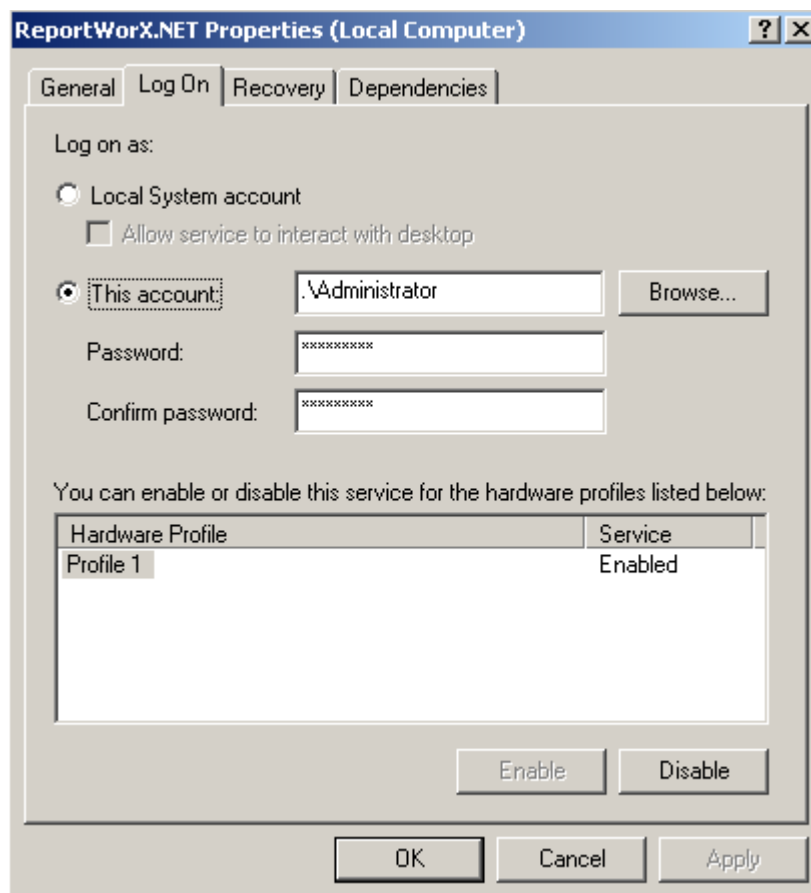 ReportWorX.NET Properties (Local Computer)
General Log On Recovery Dependencies
Log on as:
Local System account
Allow service to interact with desktop
This account: .\Administrator Browse...
Password: *********
Confirm password: *********
You can enable or disable this service for the hardware profiles listed below:
Hardware Profile Service
Profile 1 Enabled
Enable Disable
OK Cancel Apply